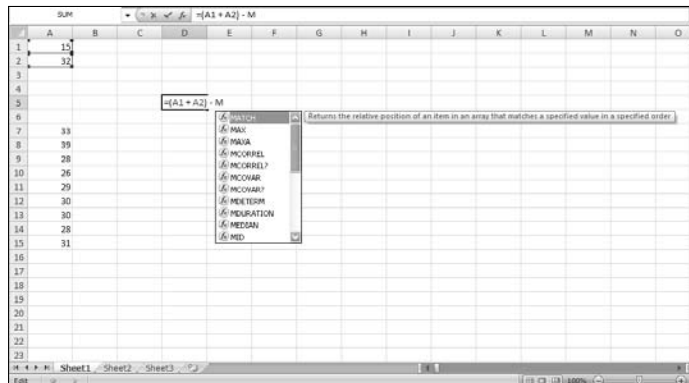 SUM =(A1 + A2) - M
A B C D E F G H I J K L M N O
1 15
2 32
3
4
5 =(A1 + A2) - M
6 MATCH Returns the relative position of an item in an array that matches a specified value in a specified order
MAX
7 33
MAXA
8 39
MCORREL
9 28
MCORREL?
10 26
MCOVAR
11 29
MCOVAR?
12 30
MDETERM
13 30
MDURATION
14 28
MEDIAN
15 31
MID
16
17
18
19
20
21
22
23
Sheet1 Sheet2 Sheet3
Edit 100%